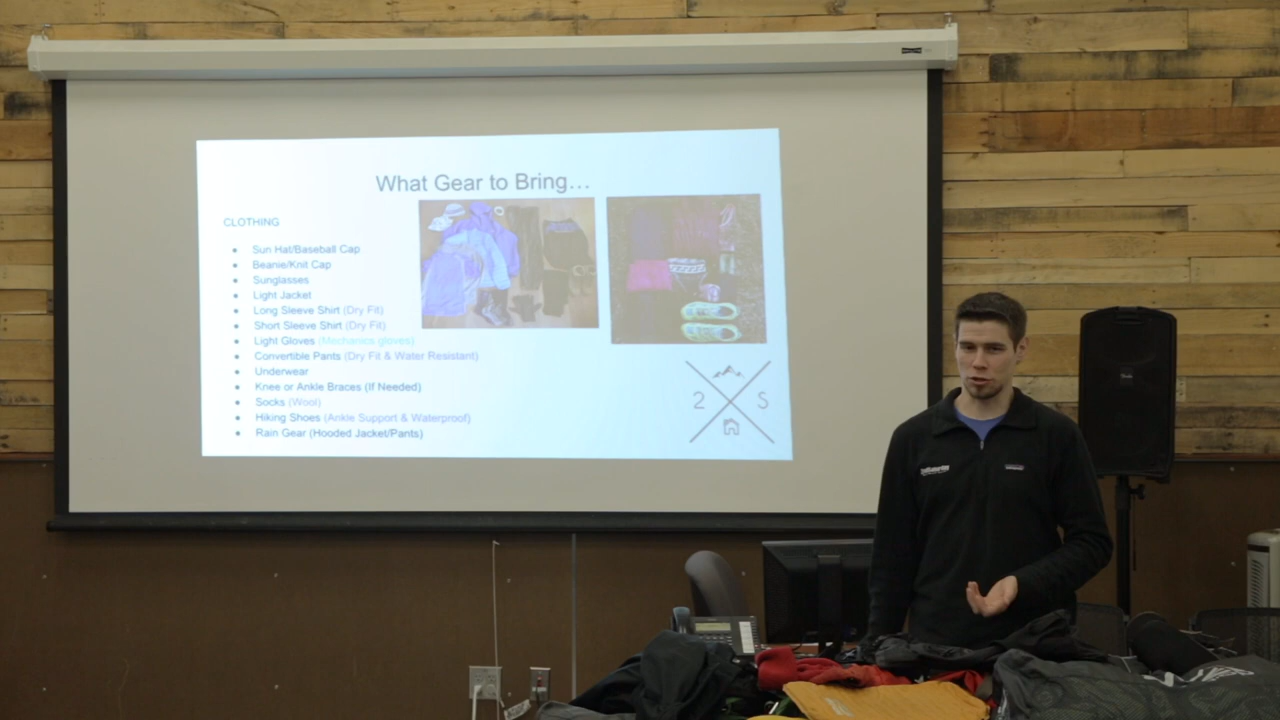 What Gear to Bring...
CLOTHING
Sun Hat/Baseball Cap
Beanie/Knit Cap
Sunglasses
Light Jacket
Long Sleeve Shirt (Dry Fit)
Short Sleeve Shirt (Dry Fit)
Light Gloves (Mechanics gloves)
Convertible Pants (Dry Fit & Water Resistant)
Underwear
Knee or Ankle Braces (If Needed)
Socks (Wool)
Hiking Shoes (Ankle Support & Waterproof)
Rain Gear (Hooded Jacket/Pants)
2 S